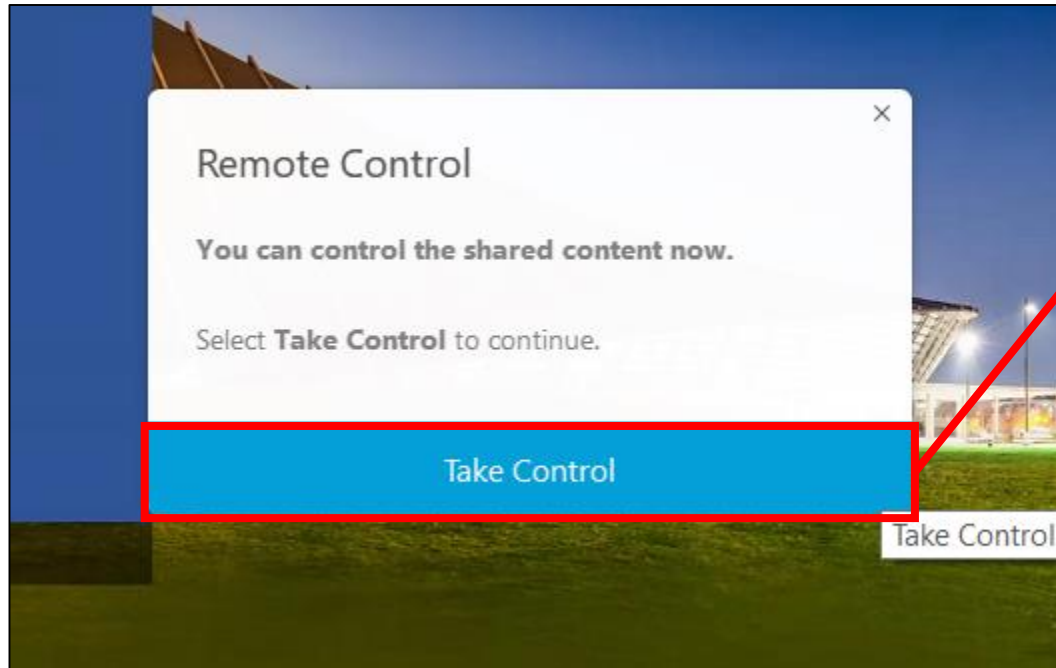 Remote Control
You can control the shared content now.
Select Take Control to continue.
Take Control
Take Control